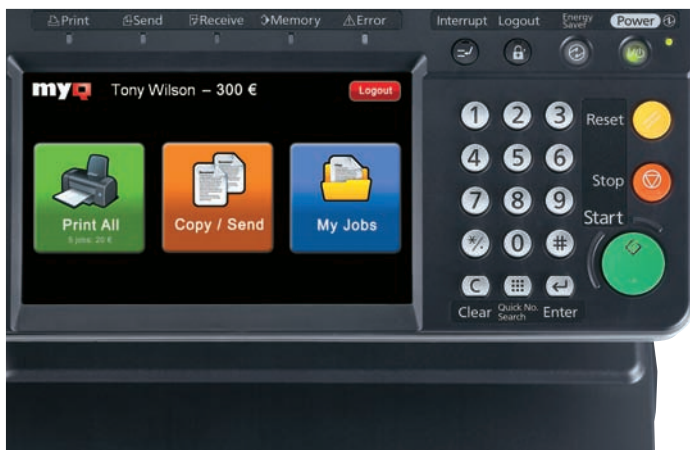 Print Send Receive Memory Error
Interrupt Logout Energy Saver Power
myQ Tony Wilson – 300 € Logout
Print All
Copy / Send
My Jobs
1 2 3 Reset
4 5 6
Stop
7 8 9
Start
*/. 0 #
C
Clear Quick No. Search Enter